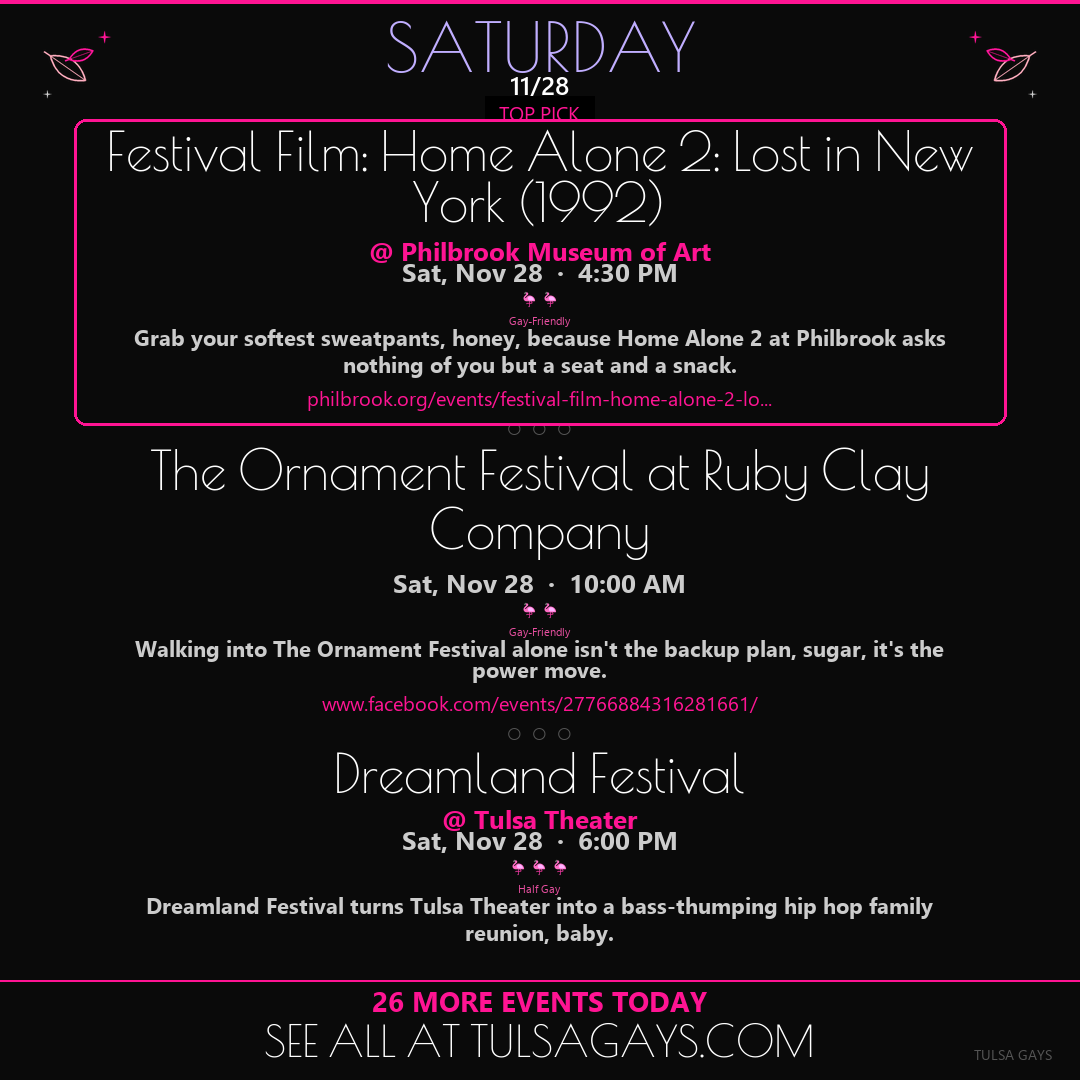 SATURDAY
11/28
TOP PICK
Festival Film: Home Alone 2: Lost in New
York (1992)
@ Philbrook Museum of Art
Sat, Nov 28 · 4:30 PM
Gay-Friendly
Grab your softest sweatpants, honey, because Home Alone 2 at Philbrook asks
nothing of you but a seat and a snack.
philbrook.org/events/festival-film-home-alone-2-lo...
The Ornament Festival at Ruby Clay
Company
Sat, Nov 28 · 10:00 AM
Gay-Friendly
Walking into The Ornament Festival alone isn't the backup plan, sugar, it's the
power move.
www.facebook.com/events/27766884316281661/
Dreamland Festival
@ Tulsa Theater
Sat, Nov 28 · 6:00 PM
Half Gay
Dreamland Festival turns Tulsa Theater into a bass-thumping hip hop family
reunion, baby.
26 MORE EVENTS TODAY
SEE ALL AT TULSAGAYS.COM
TULSA GAYS